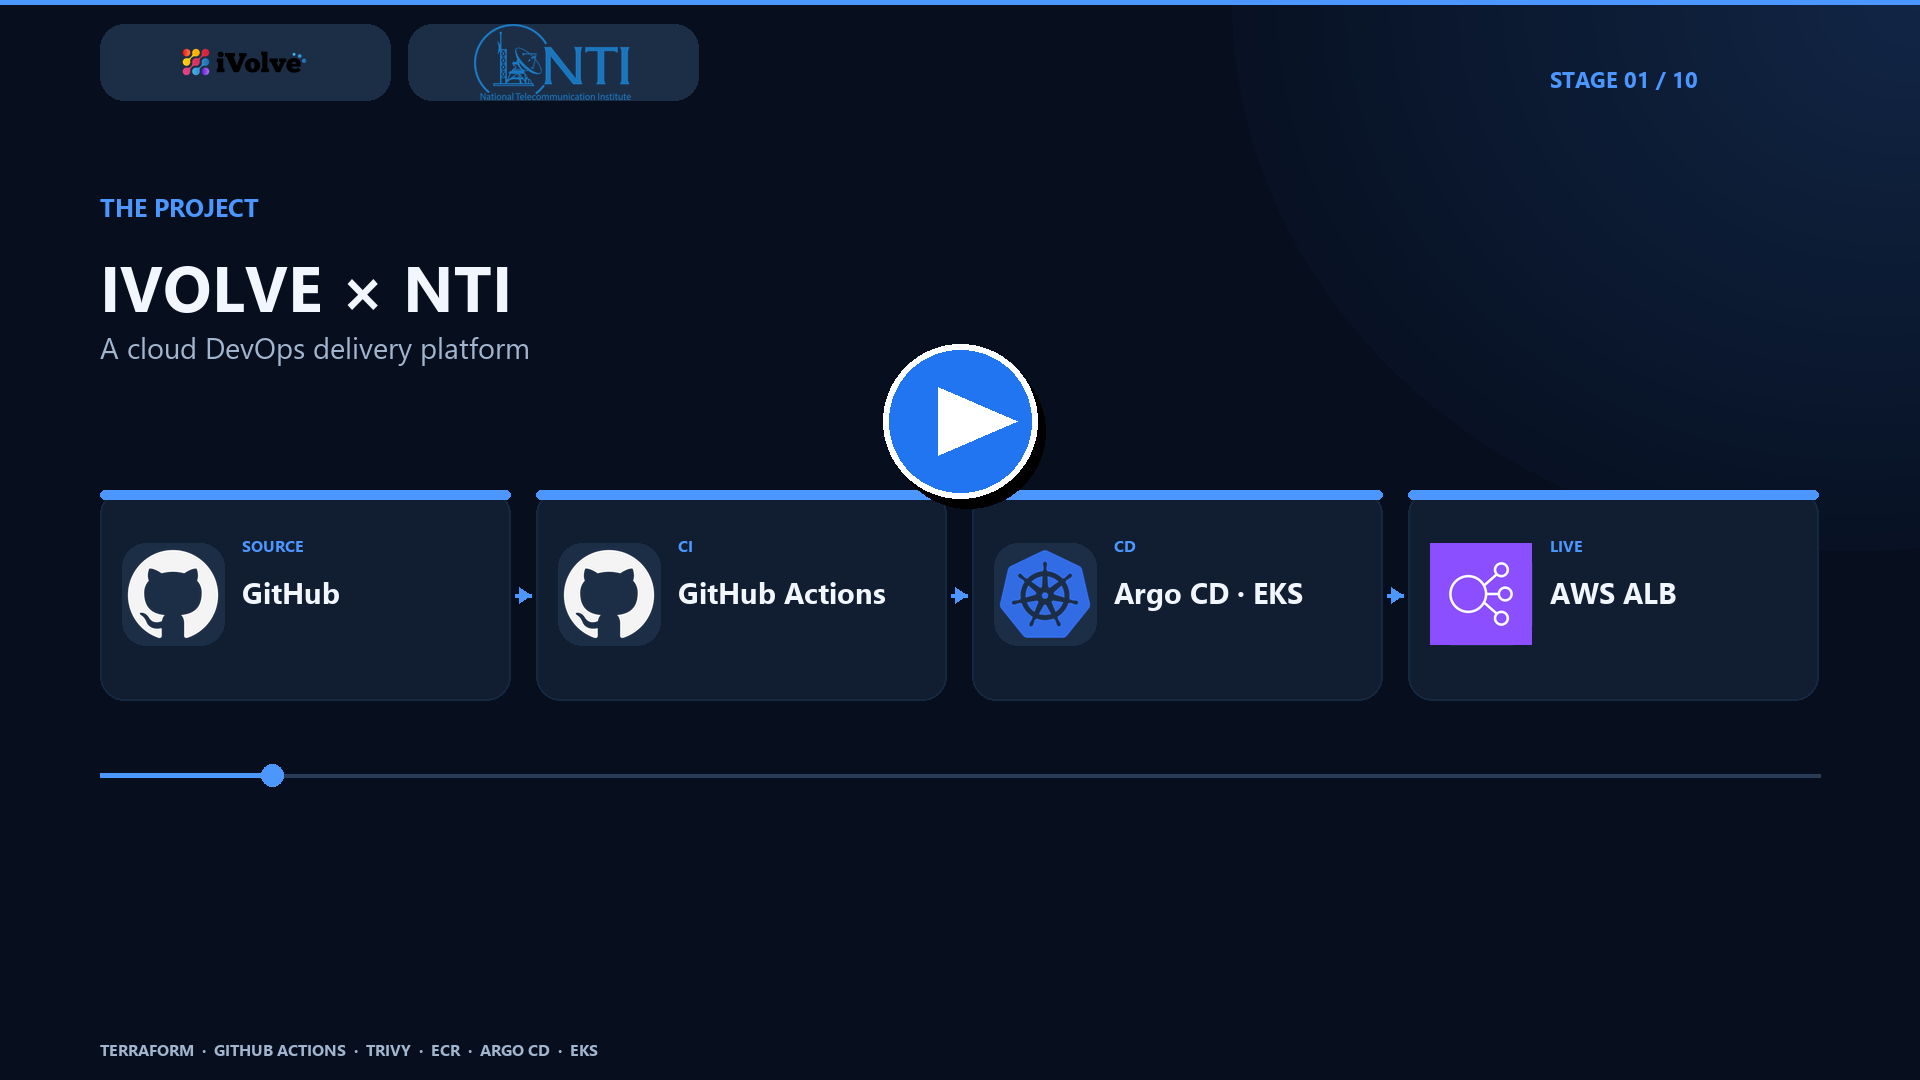 iVolve
NTI
National Telecommunication Institute
STAGE 01 / 10
THE PROJECT
IVOLVE × NTI
A cloud DevOps delivery platform
SOURCE
GitHub
CI
GitHub Actions
CD
Argo CD · EKS
LIVE
AWS ALB
TERRAFORM · GITHUB ACTIONS · TRIVY · ECR · ARGO CD · EKS